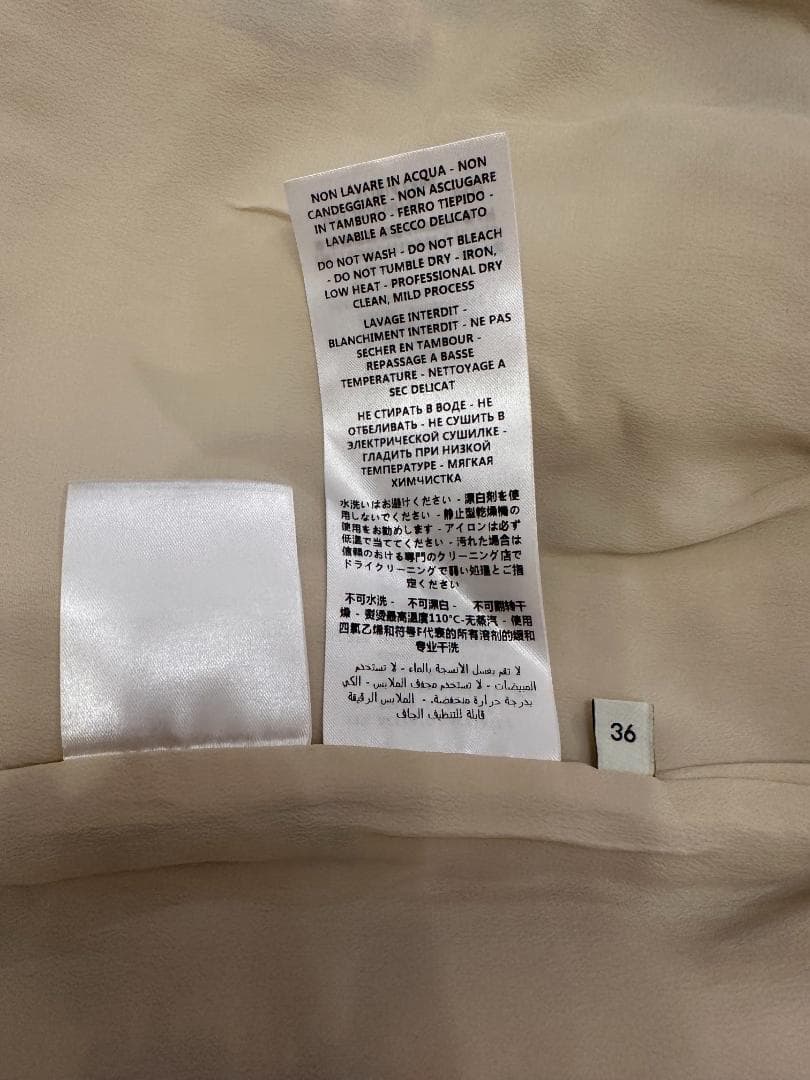 NON LAVARE IN ACQUA - NON
CANDEGGIARE - NON ASCIUGARE
IN TAMBURO - FERRO TIEPIDO -
LAVABILE A SECCO DELICATO
DO NOT WASH - DO NOT BLEACH
- DO NOT TUMBLE DRY - IRON,
LOW HEAT - PROFESSIONAL DRY
CLEAN, MILD PROCESS
LAVAGE INTERDIT -
BLANCHIMENT INTERDIT - NE PAS
SECHER EN TAMBOUR -
REPASSAGE A BASSE
TEMPERATURE - NETTOYAGE A
SEC DELICAT
НЕ СТИРАТЬ В ВОДЕ - НЕ
ОТБЕЛИВАТЬ - НЕ СУШИТЬ В
ЭЛЕКТРИЧЕСКОЙ СУШИЛКЕ -
ГЛАДИТЬ ПРИ НИЗКОЙ
ТЕМПЕРАТУРЕ - МЯГКАЯ
ХИМЧИСТКА
水洗いはお避けください - 漂白剤を使
用しないでください - 静止型乾燥機の
使用をお勧めします - アイロンは必ず
低温で当ててください - 汚れた場合は
信頼のおける専門のクリーニング店で
ドライクリーニングで弱い処理とご指
定ください
不可水洗 - 不可漂白 - 不可翻转干
燥 - 熨烫最高温度110°C-无蒸汽 - 使用
四氯乙烯和符号F代表的所有溶剂的缓和
专业干洗
لا تقم بغسل الأنسجة بالماء - لا تستخدم
المبيضات - لا تستخدم مجفف الملابس - الكي
بدرجة حرارة منخفضة. - الملابس الرقيقة
قابلة للتنظيف الجاف
36